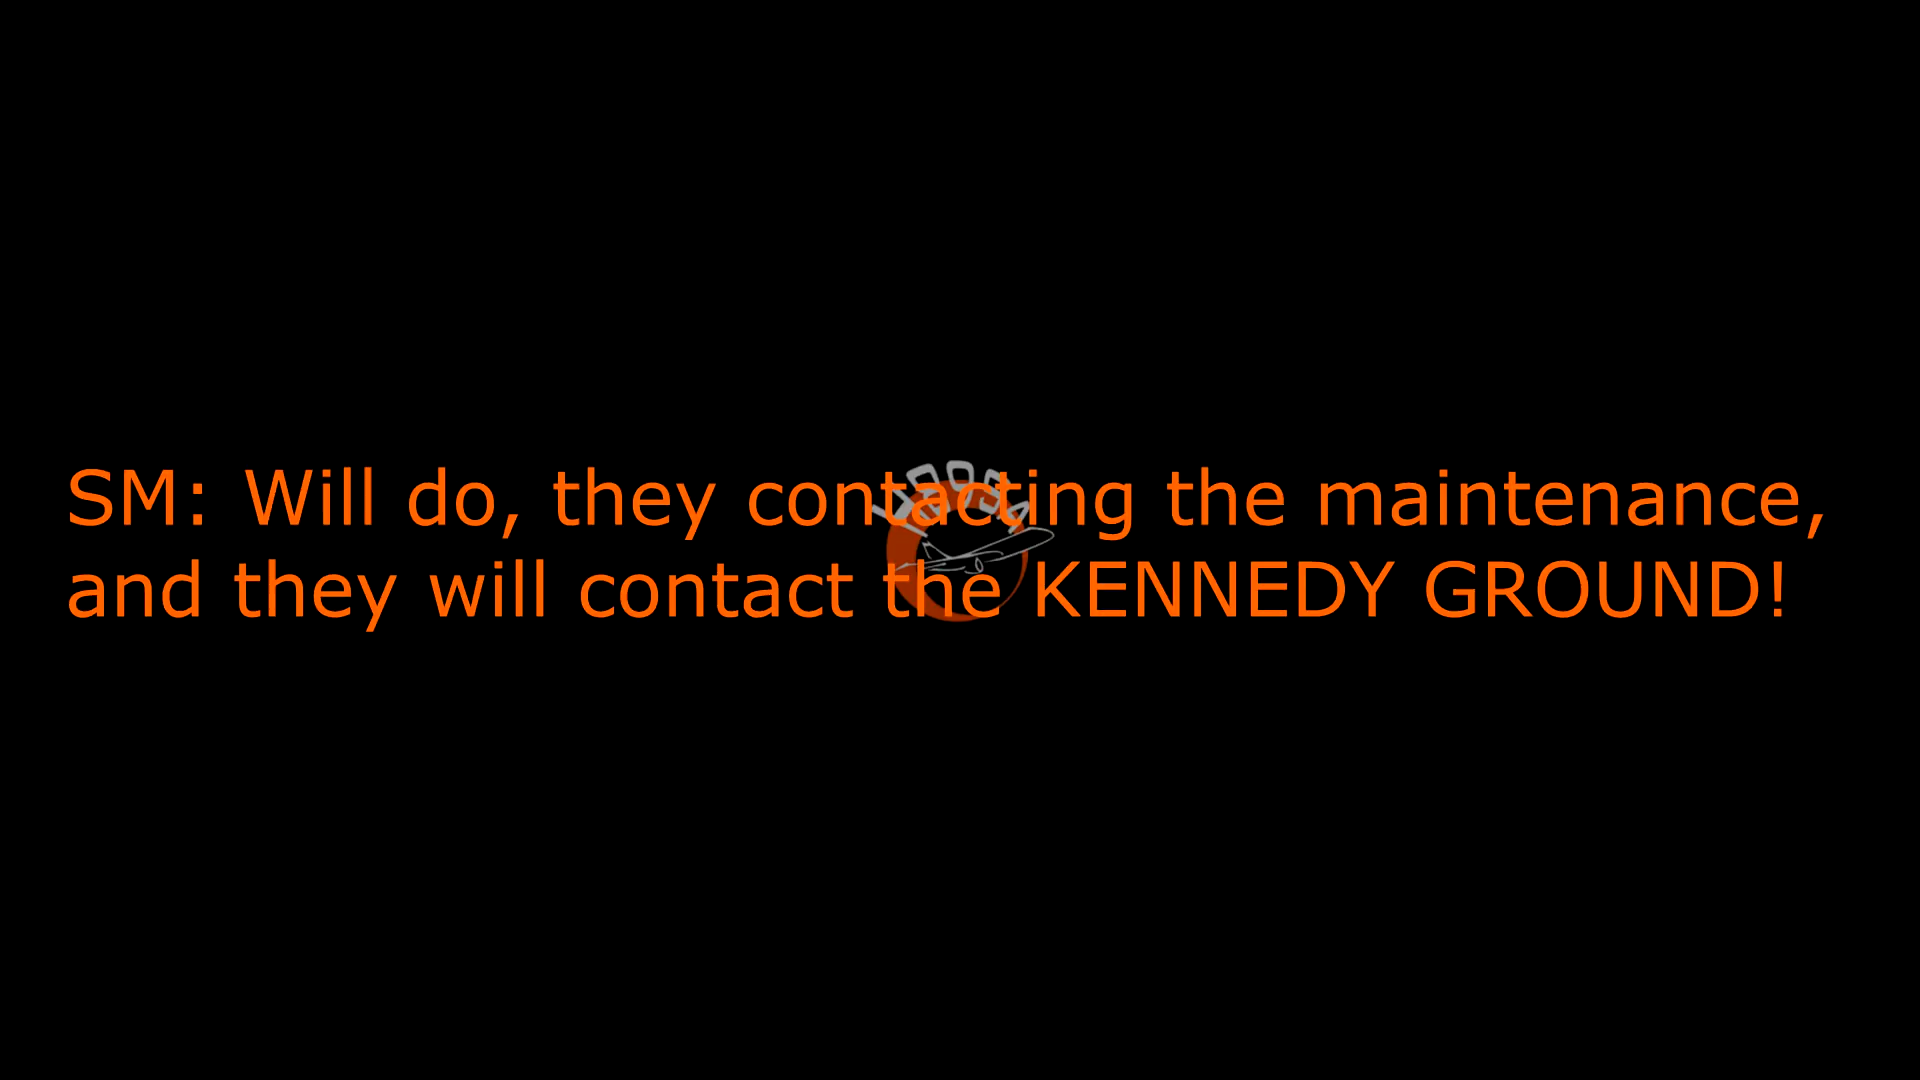 SM: Will do, they contacting the maintenance,
and they will contact the KENNEDY GROUND!